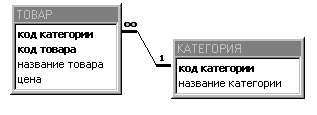 ТОВАР
код категории
код товара
название товара
цена
∞
1
КАТЕГОРИЯ
код категории
название категории